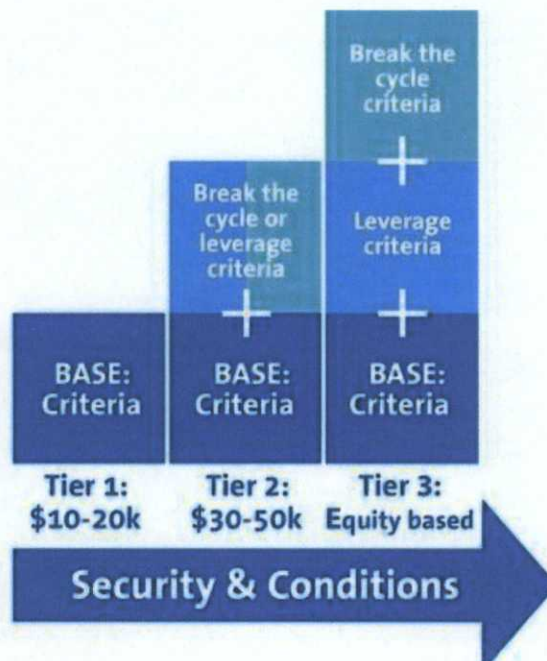 Break the
cycle
criteria
+
Break the
cycle or
leverage
criteria
Leverage
criteria
+
+
BASE:
Criteria
BASE:
Criteria
BASE:
Criteria
Tier 1:
$10-20k
Tier 2:
$30-50k
Tier 3:
Equity based
Security & Conditions